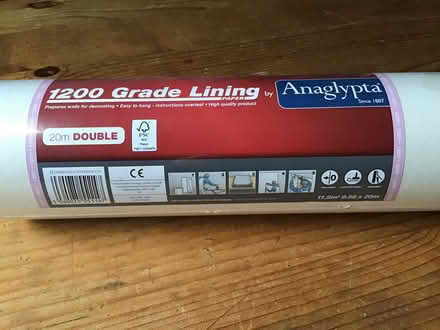 1200 Grade Lining
PAPER
by
Anaglypta
Since 1887
Prepares walls for decorating • Easy to hang - instructions overleaf • High quality product
20m DOUBLE
FSC
CE
11.2m² 0.56 x 20m